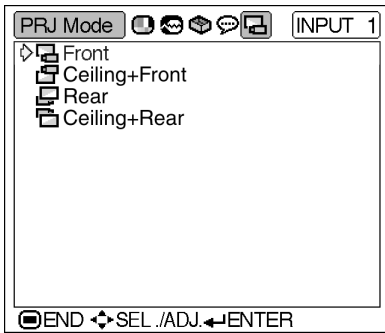 PRJ Mode INPUT 1
Front
Ceiling+Front
Rear
Ceiling+Rear
END SEL./ADJ. ENTER